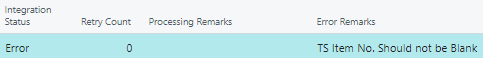 Integration
Status Retry Count Processing Remarks Error Remarks
Error 0 TS Item No. Should not be Blank